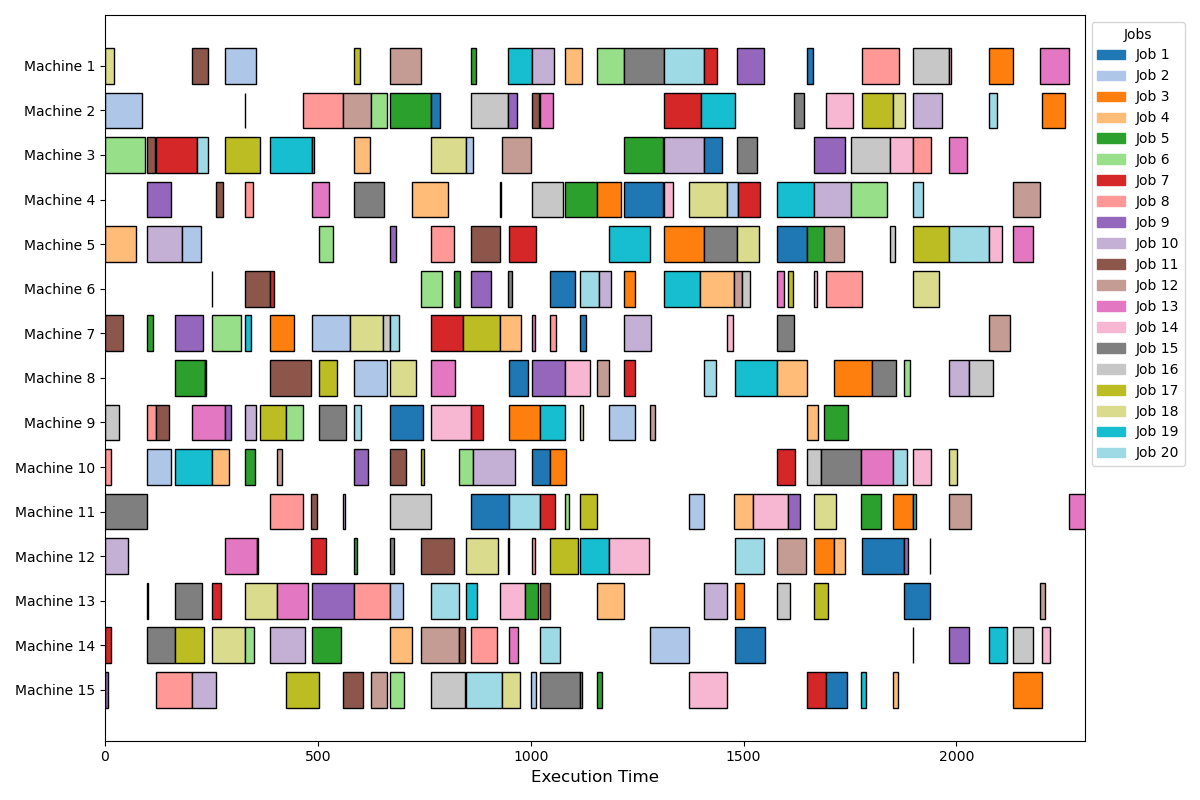 Machine 1
Machine 2
Machine 3
Machine 4
Machine 5
Machine 6
Machine 7
Machine 8
Machine 9
Machine 10
Machine 11
Machine 12
Machine 13
Machine 14
Machine 15
0 500 1000 1500 2000
Execution Time
Jobs
Job 1
Job 2
Job 3
Job 4
Job 5
Job 6
Job 7
Job 8
Job 9
Job 10
Job 11
Job 12
Job 13
Job 14
Job 15
Job 16
Job 17
Job 18
Job 19
Job 20